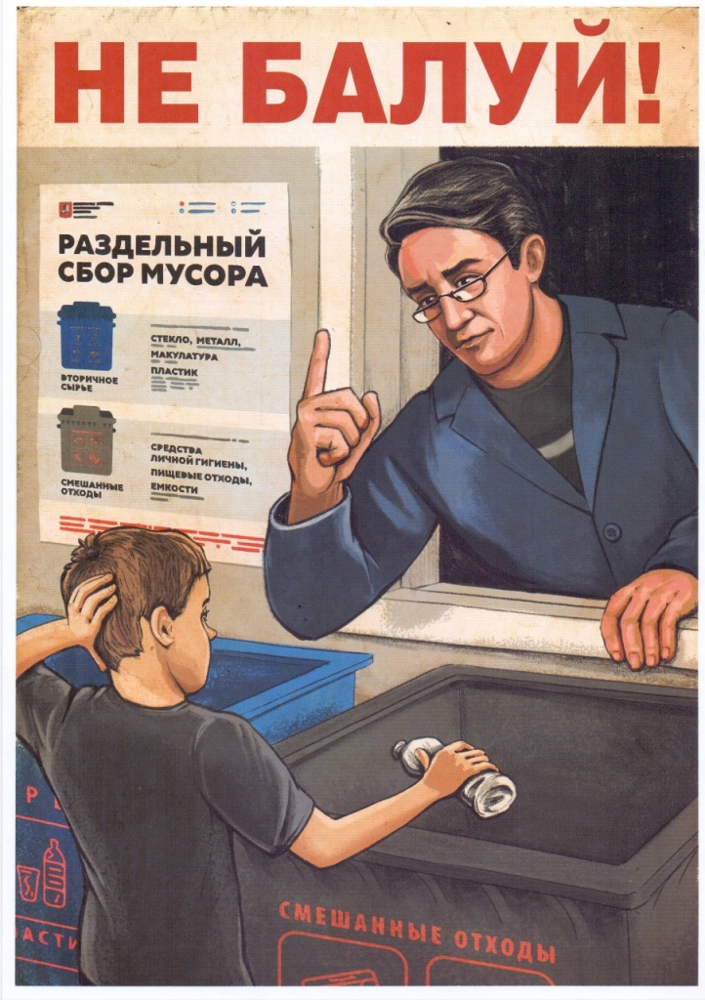 НЕ БАЛУЙ!
РАЗДЕЛЬНЫЙ
СБОР МУСОРА
СТЕКЛО, МЕТАЛЛ,
МАКУЛАТУРА
ПЛАСТИК
ВТОРИЧНОЕ
СЫРЬЕ
СРЕДСТВА
ЛИЧНОЙ ГИГИЕНЫ,
ПИЩЕВЫЕ ОТХОДЫ,
ЕМКОСТИ
СМЕШАННЫЕ
ОТХОДЫ
АСТИ
СМЕШАННЫЕ ОТХОДЫ